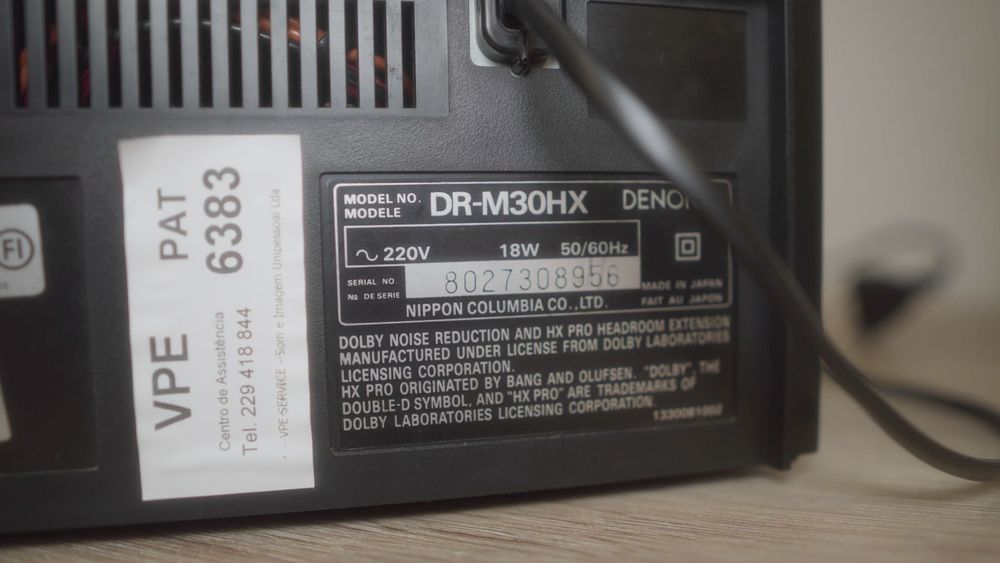 FI
VPE PAT
6383
Centro de Assistência
Tel. 229 418 844
VPE SERVICE - Som e Imagem Unipessoal Lda
MODEL NO. DR-M30HX DENON
MODELE
～ 220V 18W 50/60Hz
SERIAL NO. 8027308956 MADE IN JAPAN
No DE SERIE FAIT AU JAPON
NIPPON COLUMBIA CO.,LTD.
DOLBY NOISE REDUCTION AND HX PRO HEADROOM EXTENSION
MANUFACTURED UNDER LICENSE FROM DOLBY LABORATORIES
LICENSING CORPORATION.
HX PRO ORIGINATED BY BANG AND OLUFSEN. "DOLBY", THE
DOUBLE-D SYMBOL, AND "HX PRO" ARE TRADEMARKS OF
DOLBY LABORATORIES LICENSING CORPORATION.
1330081002